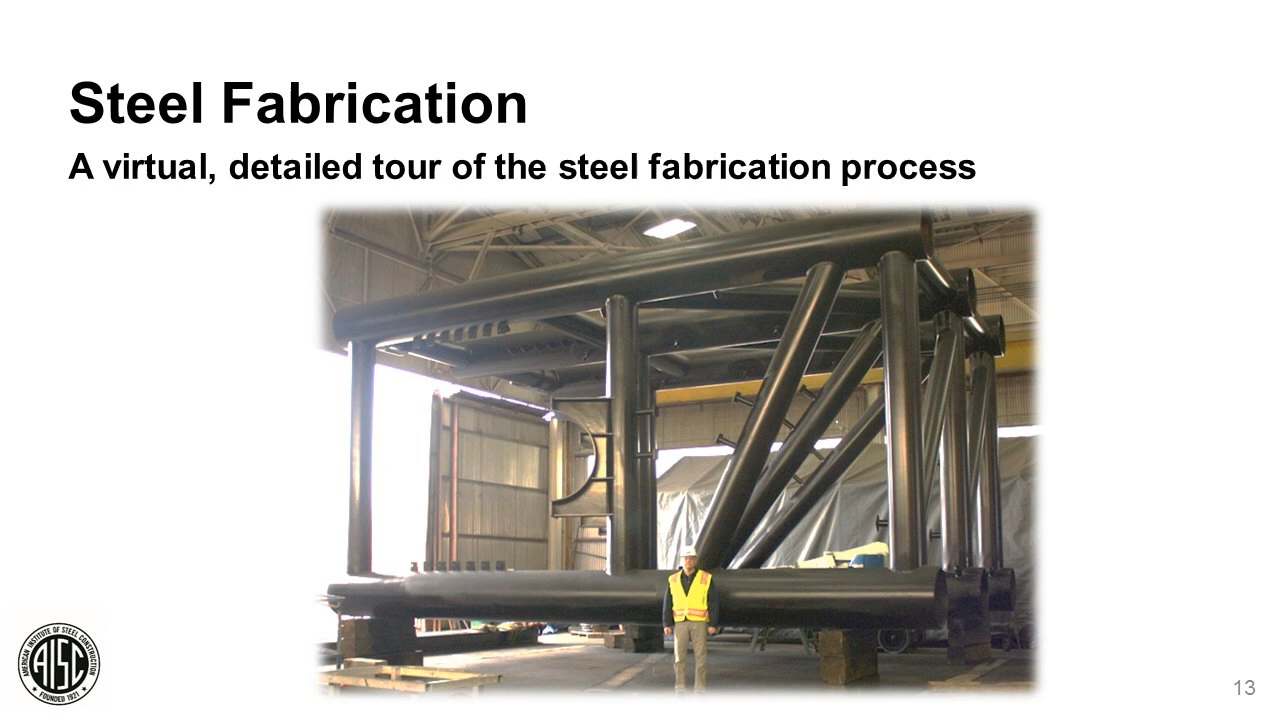 Steel Fabrication
A virtual, detailed tour of the steel fabrication process
AMERICAN INSTITUTE OF STEEL CONSTRUCTION
AISC
FOUNDED 1921
13